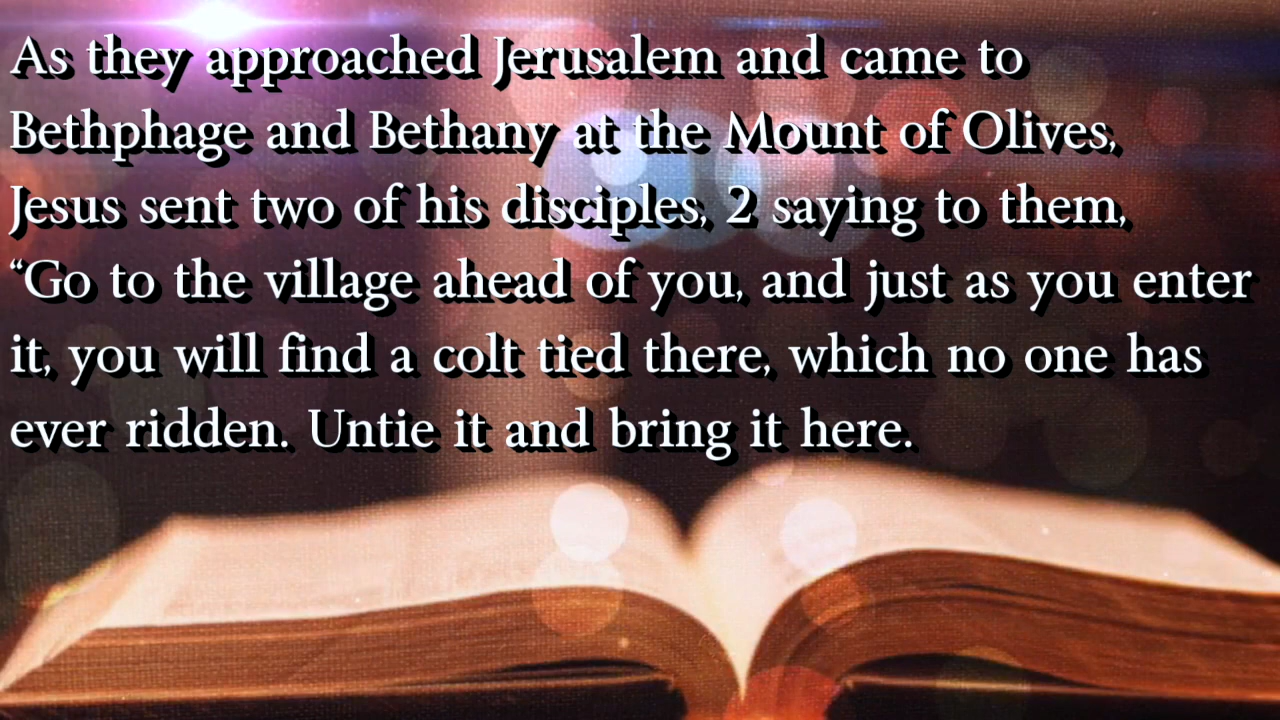 As they approached Jerusalem and came to
Bethphage and Bethany at the Mount of Olives,
Jesus sent two of his disciples, 2 saying to them,
“Go to the village ahead of you, and just as you enter
it, you will find a colt tied there, which no one has
ever ridden. Untie it and bring it here.